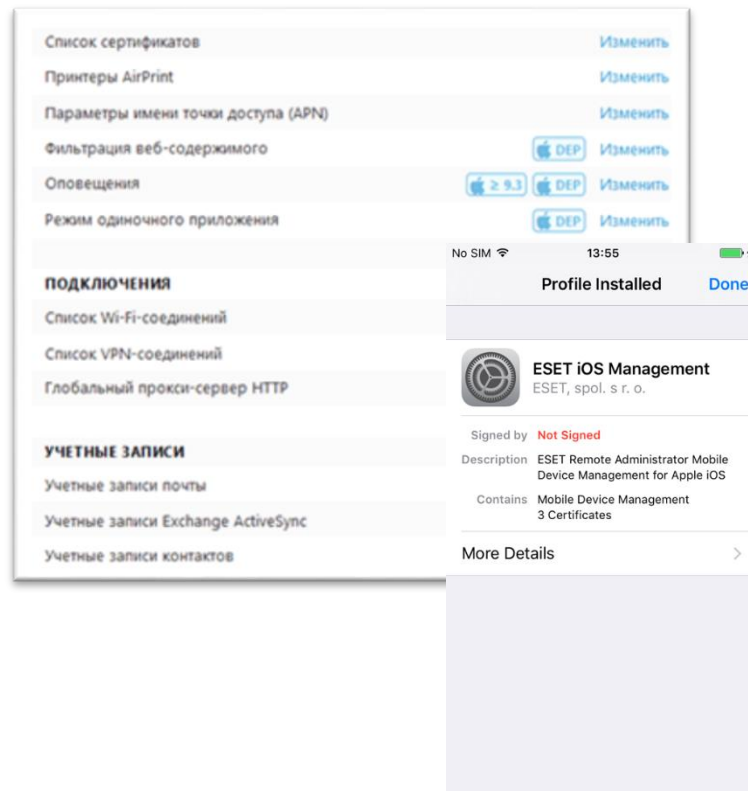 Список сертификатов Изменить
Принтеры AirPrint Изменить
Параметры имени точки доступа (APN) Изменить
Фильтрация веб-содержимого DEP Изменить
Оповещения ≥ 9.3 DEP Изменить
Режим одиночного приложения DEP Изменить
ПОДКЛЮЧЕНИЯ
Список Wi-Fi-соединений
Список VPN-соединений
Глобальный прокси-сервер HTTP
УЧЕТНЫЕ ЗАПИСИ
Учетные записи почты
Учетные записи Exchange ActiveSync
Учетные записи контактов
No SIM 13:55
Profile Installed Done
ESET iOS Management
ESET, spol. s r. o.
Signed by Not Signed
Description ESET Remote Administrator Mobile
Device Management for Apple iOS
Contains Mobile Device Management
3 Certificates
More Details